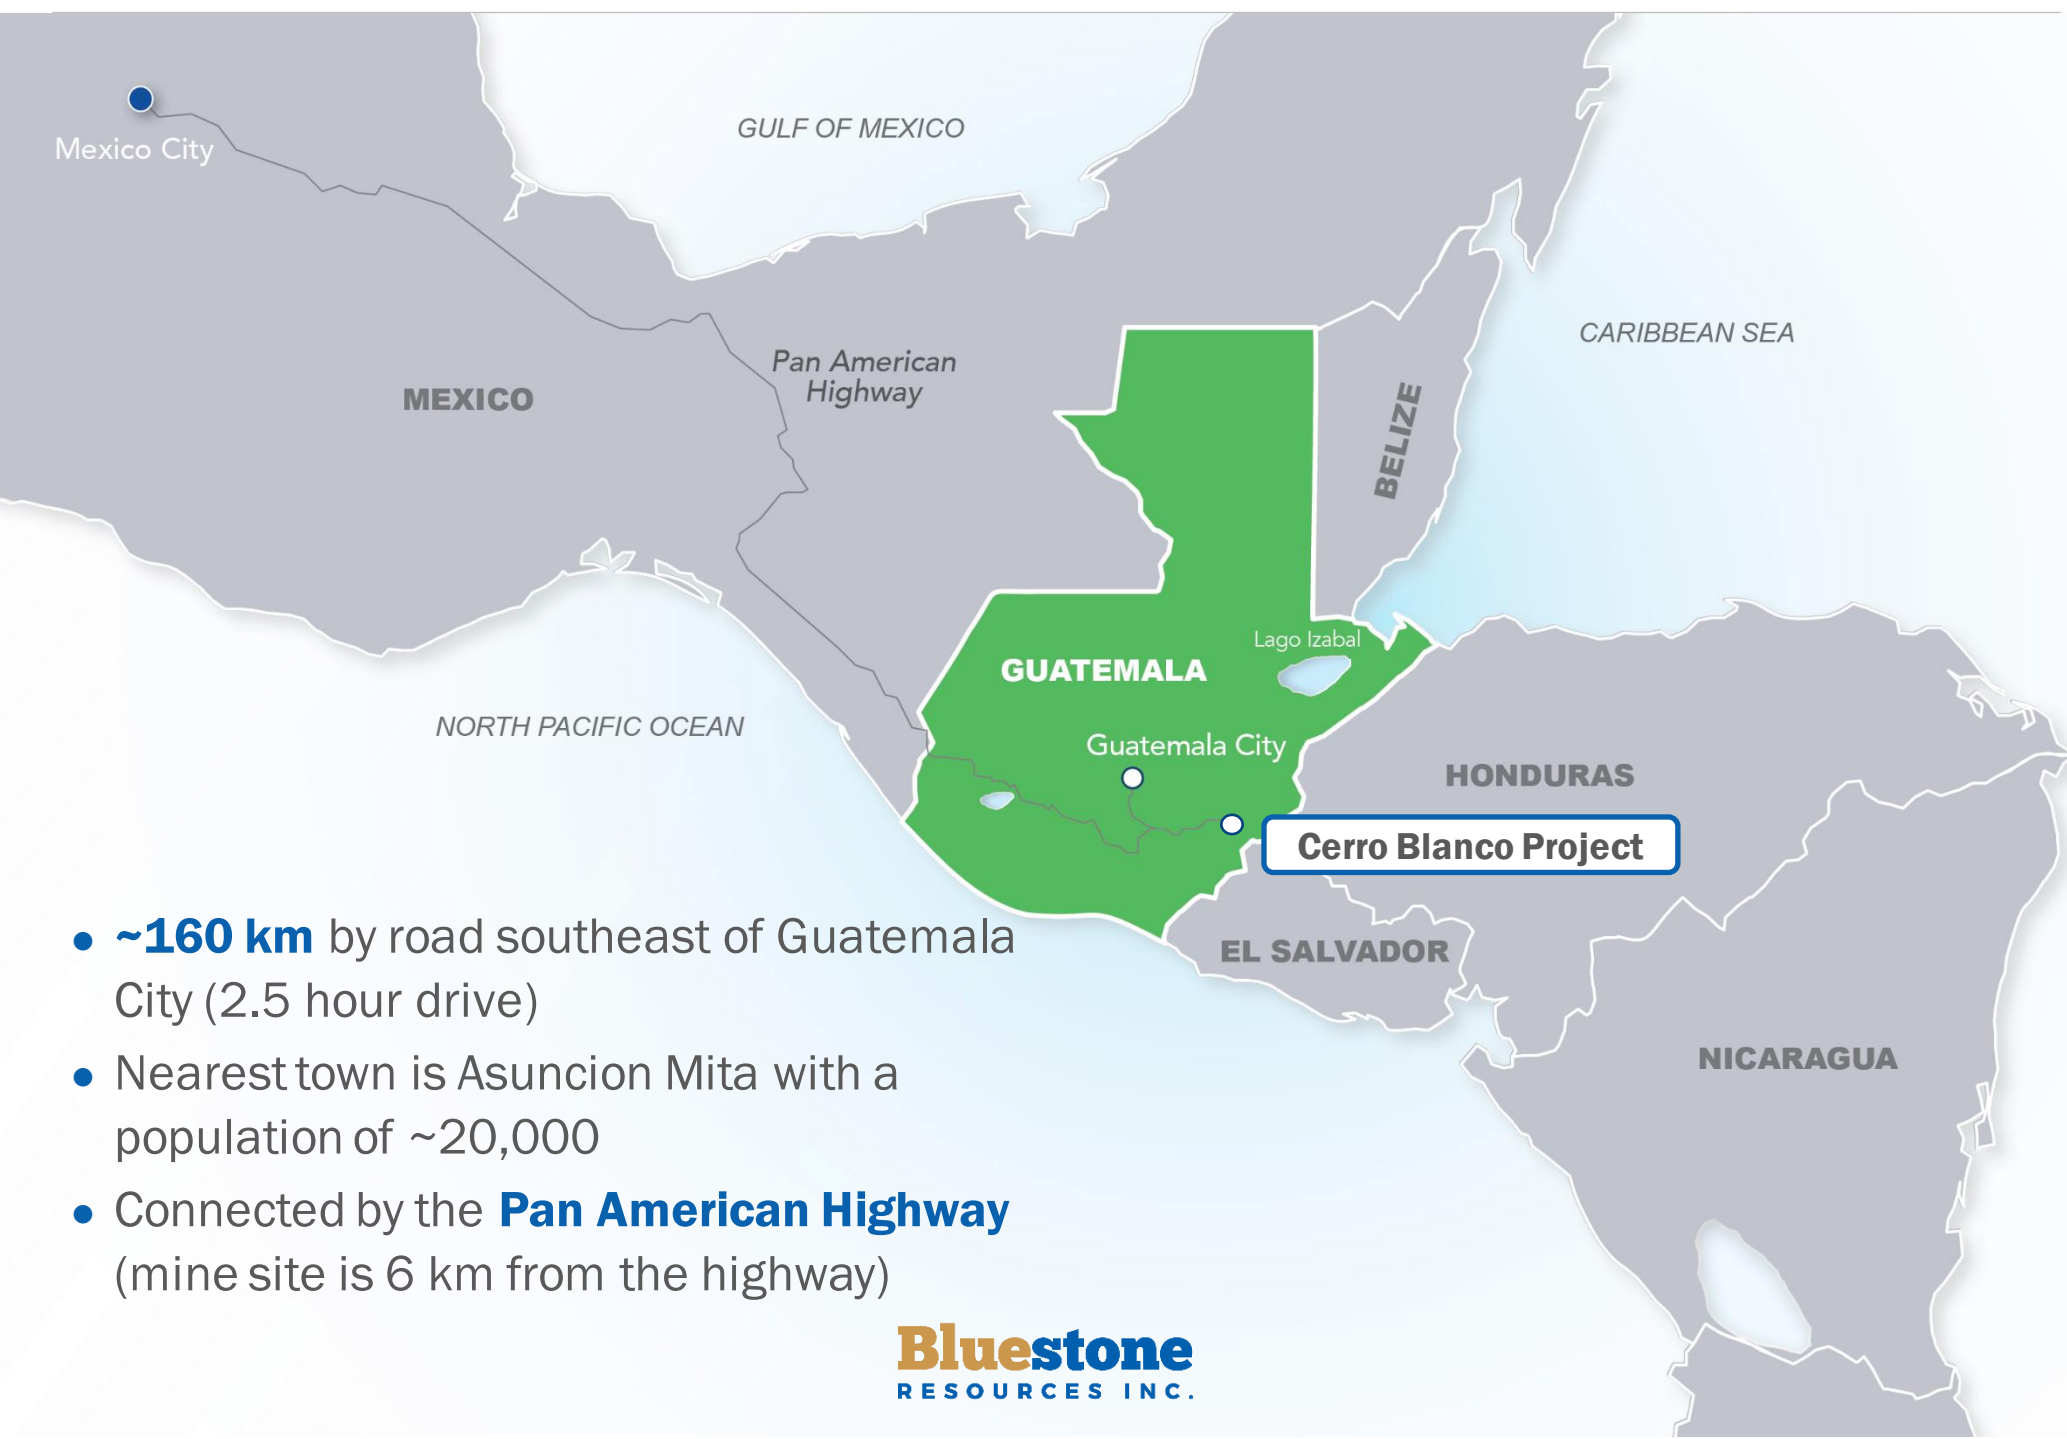 Mexico City
GULF OF MEXICO
CARIBBEAN SEA
Pan American
Highway
MEXICO
BELIZE
Lago Izabal
GUATEMALA
NORTH PACIFIC OCEAN
Guatemala City
HONDURAS
Cerro Blanco Project
EL SALVADOR
NICARAGUA
• ~160 km by road southeast of Guatemala
City (2.5 hour drive)
• Nearest town is Asuncion Mita with a
population of ~20,000
• Connected by the Pan American Highway
(mine site is 6 km from the highway)
Bluestone
RESOURCES INC.